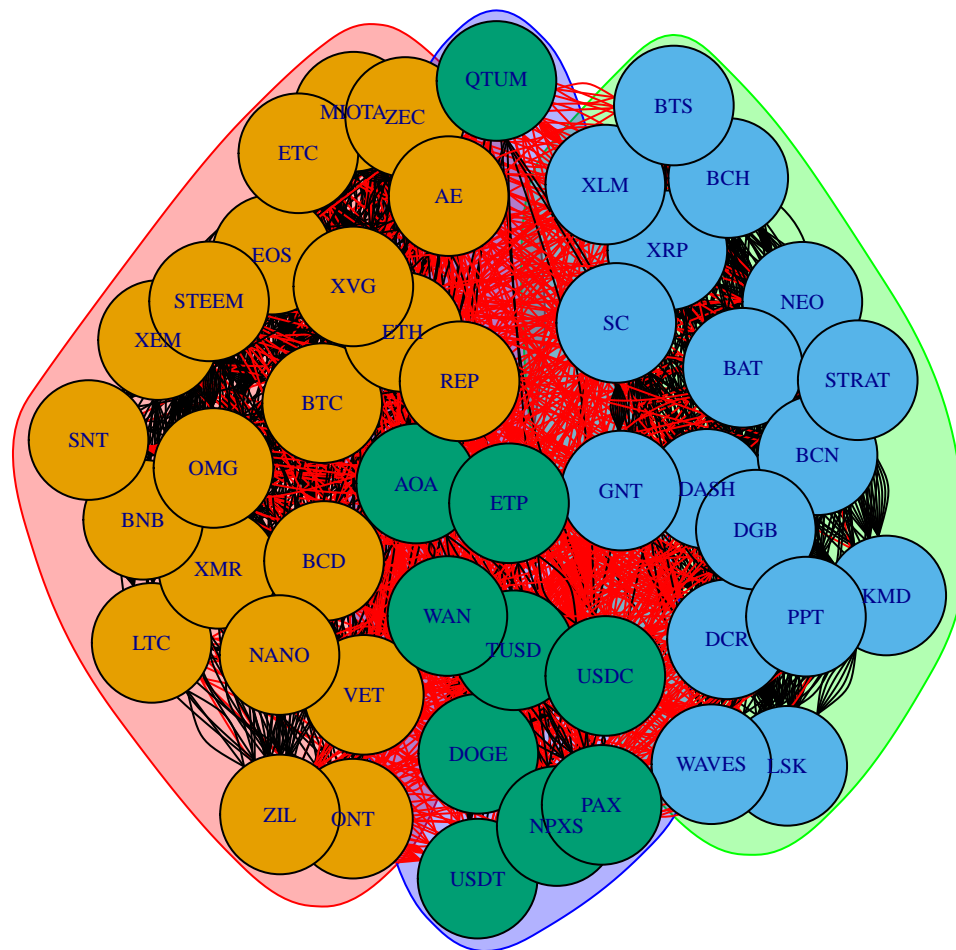 QTUM
BTS
MIOTA
ZEC
ETC
BCH
XLM
AE
XRP
EOS
XVG
STEEM
NEO
SC
XEM
ETH
BAT
REP
STRAT
BTC
SNT
OMG
BCN
AOA
GNT
DASH
ETP
BNB
DGB
XMR
BCD
KMD
WAN
PPT
LTC
NANO
TUSD
DCR
USDC
VET
DOGE
WAVES
LSK
PAX
ZIL
ONT
NPXS
USDT